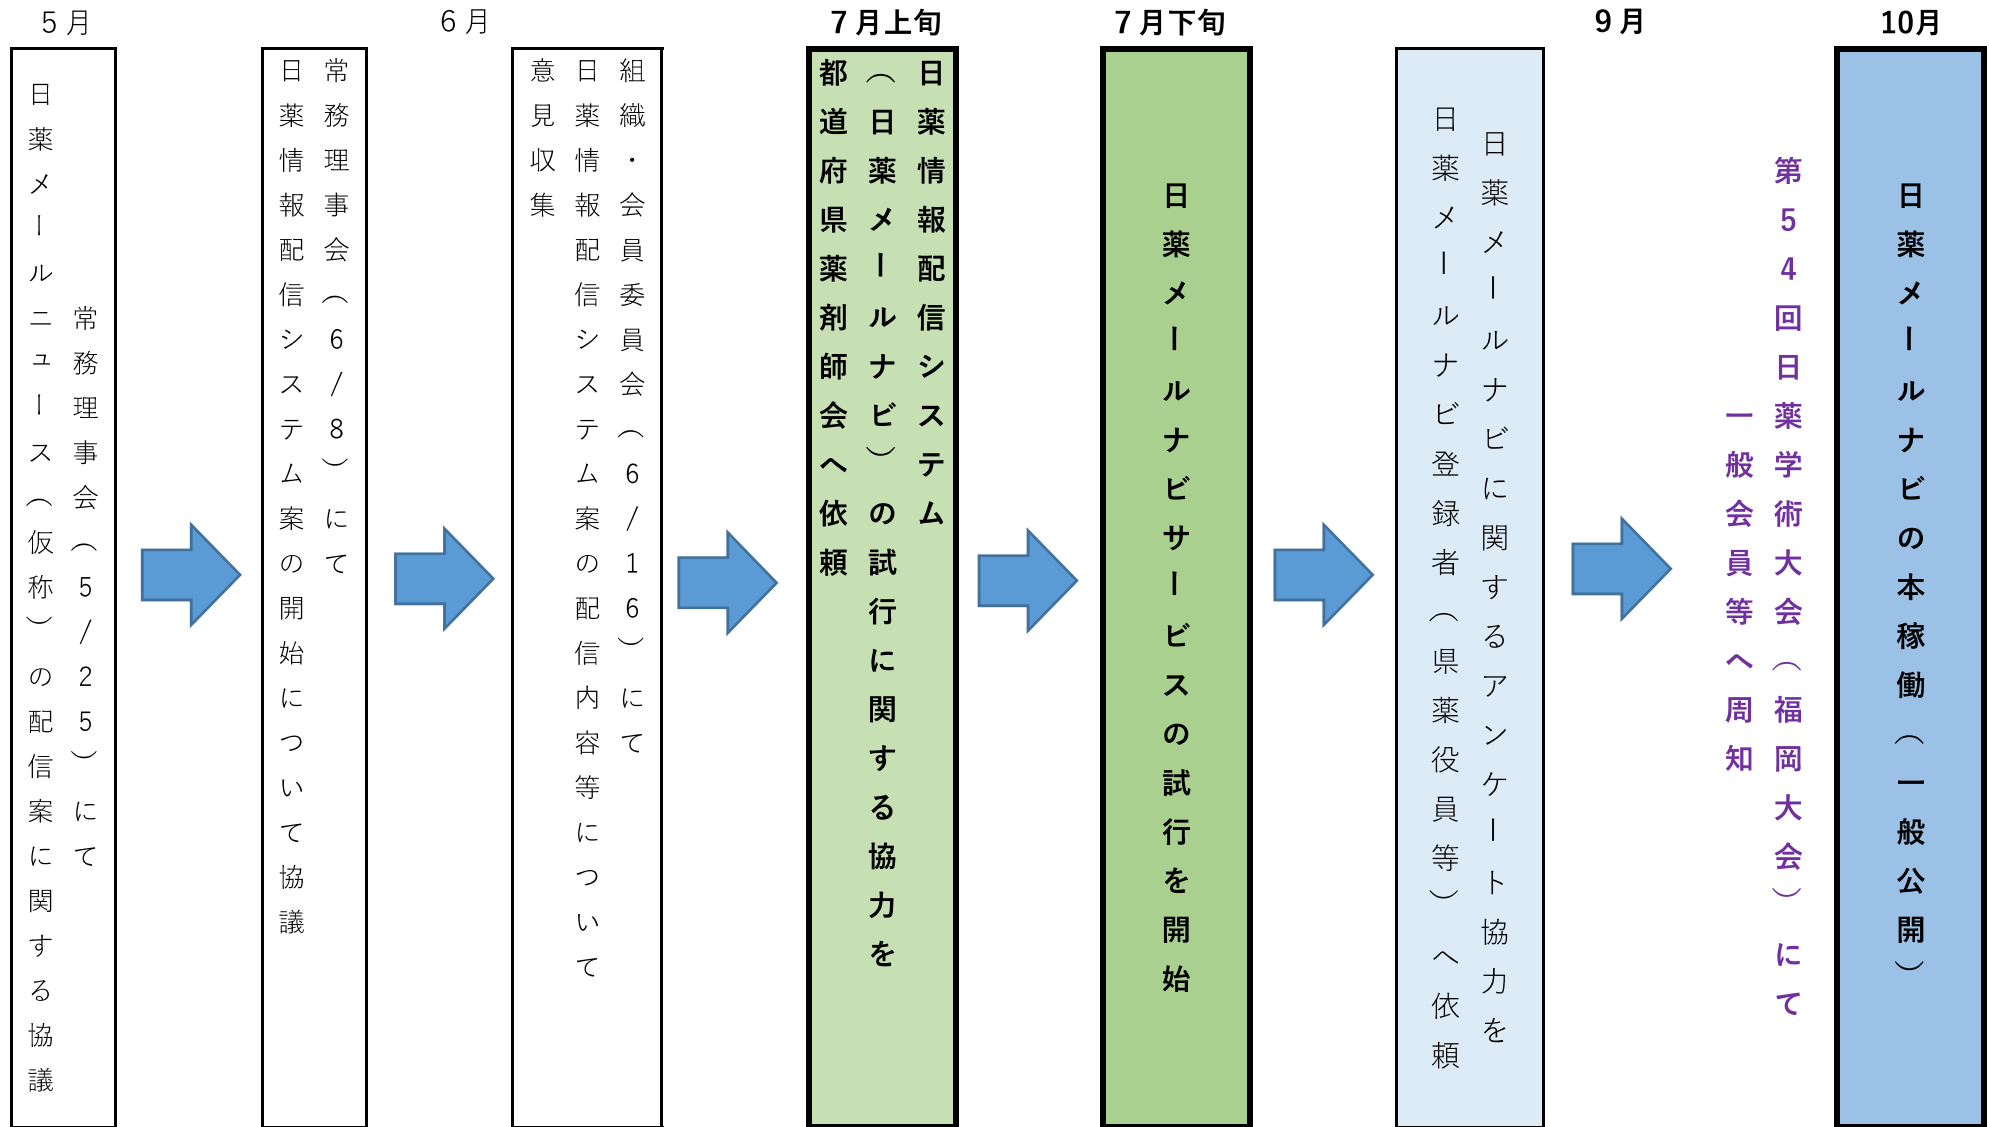 5月
常務理事会（5/25）にて
日薬メールニュース（仮称）の配信案に関する協議
6月
常務理事会（6/8）にて
日薬情報配信システム案の開始について協議
組織・会員委員会（6/16）にて
日薬情報配信システム案の配信内容等について
意見収集
7月上旬
日薬情報配信システム
（日薬メールナビ）の試行に関する協力を
都道府県薬剤師会へ依頼
7月下旬
日薬メールナビサービスの試行を開始
日薬メールナビに関するアンケート協力を
日薬メールナビ登録者（県薬役員等）へ依頼
9月
第54回日薬学術大会（福岡大会）にて
一般会員等へ周知
10月
日薬メールナビの本稼働（一般公開）